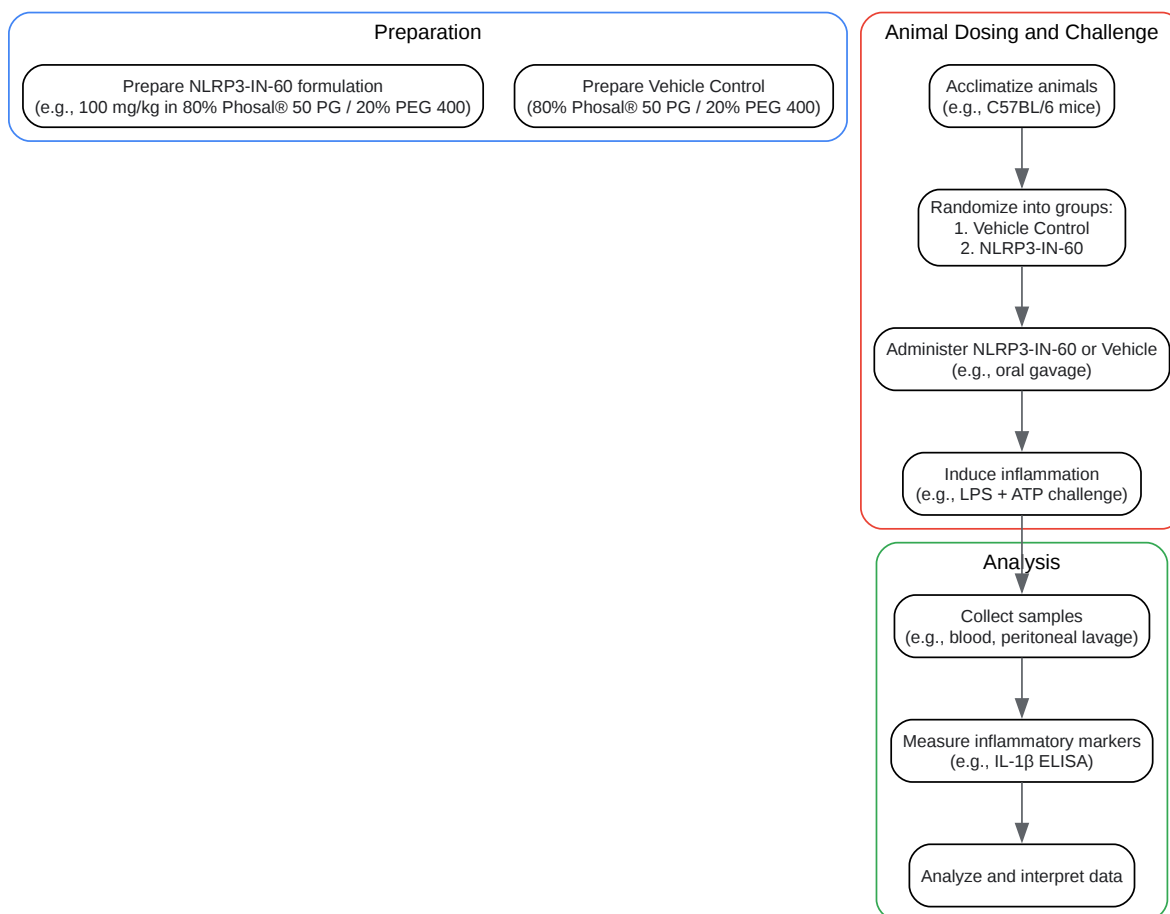 Preparation
Prepare NLRP3-IN-60 formulation
(e.g., 100 mg/kg in 80% Phosal® 50 PG / 20% PEG 400)
Prepare Vehicle Control
(80% Phosal® 50 PG / 20% PEG 400)
Animal Dosing and Challenge
Acclimatize animals
(e.g., C57BL/6 mice)
Randomize into groups:
1. Vehicle Control
2. NLRP3-IN-60
Administer NLRP3-IN-60 or Vehicle
(e.g., oral gavage)
Induce inflammation
(e.g., LPS + ATP challenge)
Analysis
Collect samples
(e.g., blood, peritoneal lavage)
Measure inflammatory markers
(e.g., IL-1β ELISA)
Analyze and interpret data